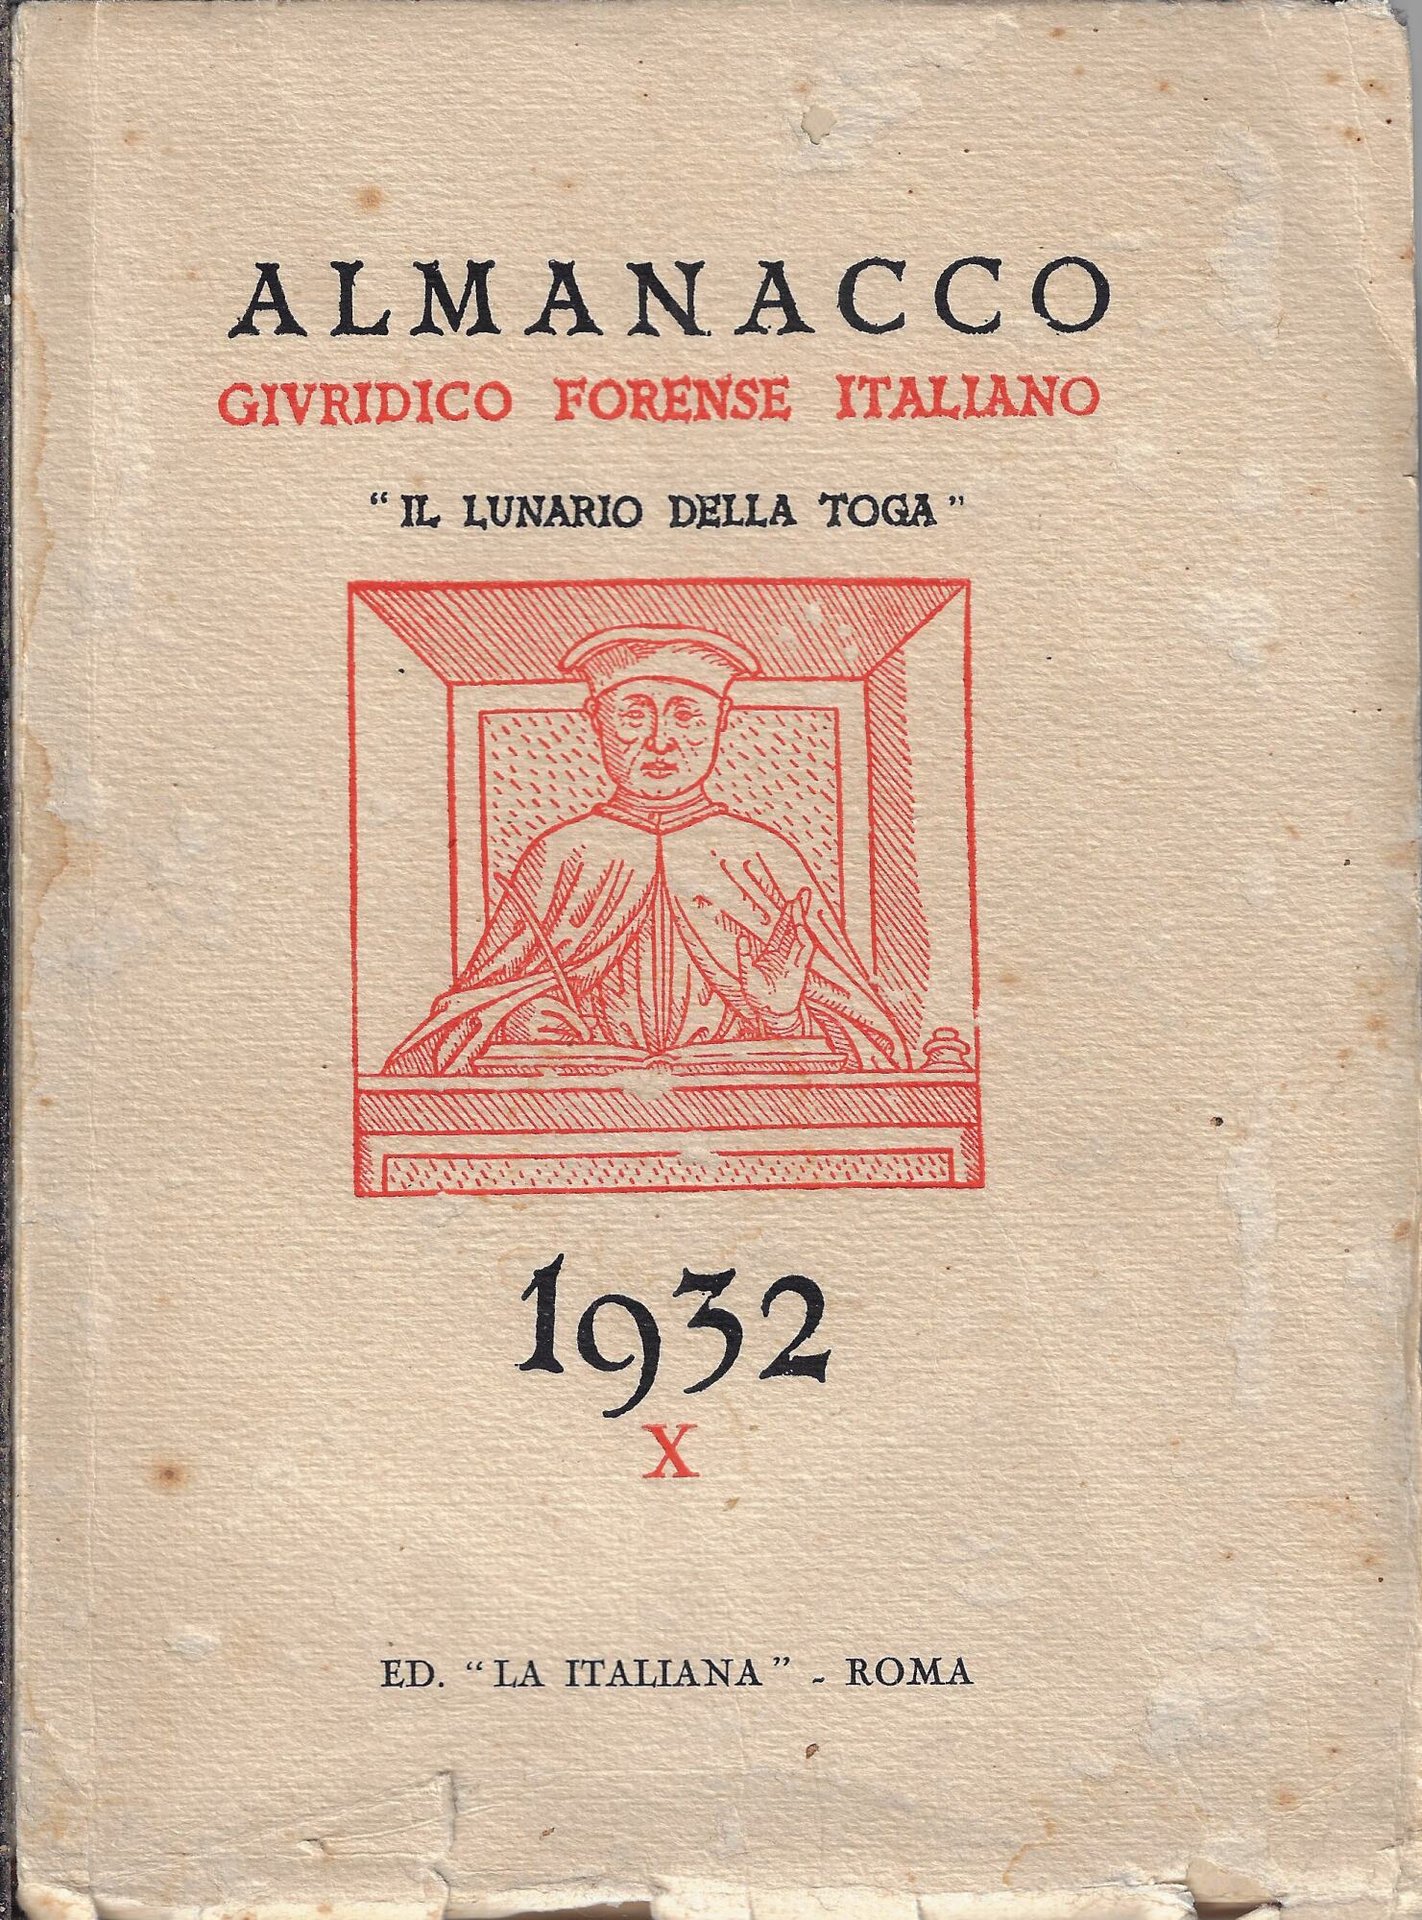 ALMANACCO
GIVRIDICO FORENSE ITALIANO
“IL LUNARIO DELLA TOGA”
1932
X
ED. “LA ITALIANA” - ROMA